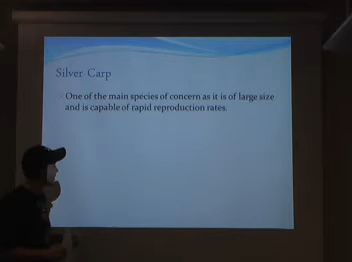 Silver Carp
One of the main species of concern as it is of large size
and is capable of rapid reproduction rates.